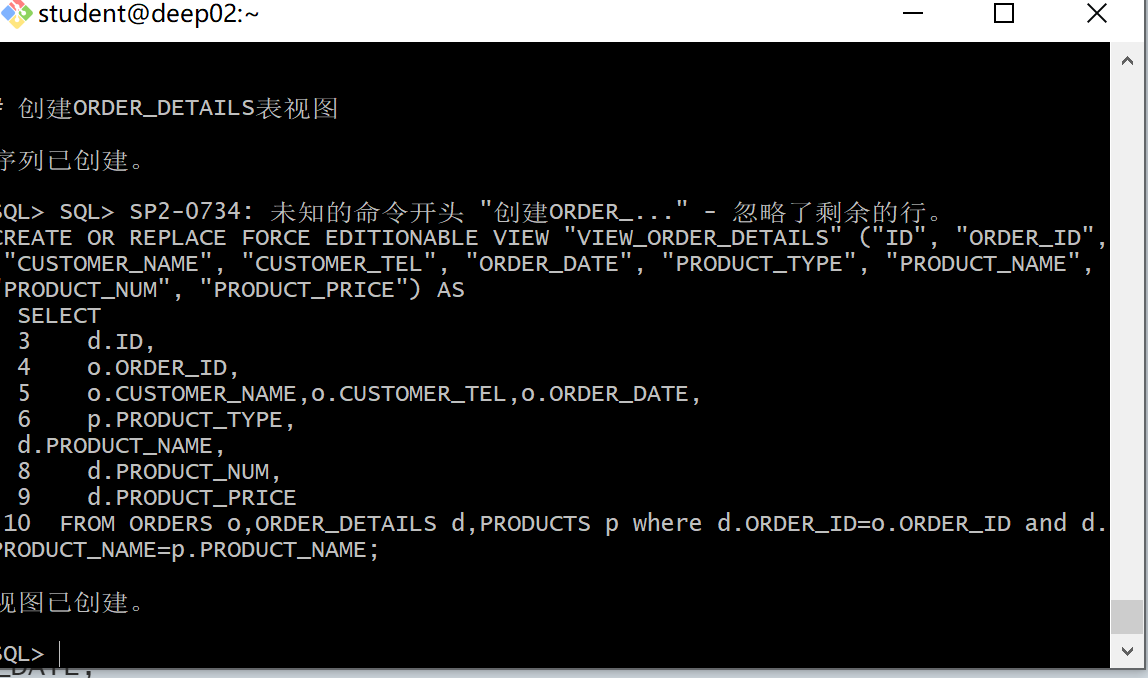 student@deep02:~
# 创建ORDER_DETAILS表视图
序列已创建。
SQL> SQL> SP2-0734: 未知的命令开头 "创建ORDER_..." - 忽略了剩余的行。
CREATE OR REPLACE FORCE EDITIONABLE VIEW "VIEW_ORDER_DETAILS" ("ID", "ORDER_ID",
"CUSTOMER_NAME", "CUSTOMER_TEL", "ORDER_DATE", "PRODUCT_TYPE", "PRODUCT_NAME",
"PRODUCT_NUM", "PRODUCT_PRICE") AS
SELECT
3 d.ID,
4 o.ORDER_ID,
5 o.CUSTOMER_NAME,o.CUSTOMER_TEL,o.ORDER_DATE,
6 p.PRODUCT_TYPE,
d.PRODUCT_NAME,
8 d.PRODUCT_NUM,
9 d.PRODUCT_PRICE
10 FROM ORDERS o,ORDER_DETAILS d,PRODUCTS p where d.ORDER_ID=o.ORDER_ID and d.
PRODUCT_NAME=p.PRODUCT_NAME;
视图已创建。
SQL>